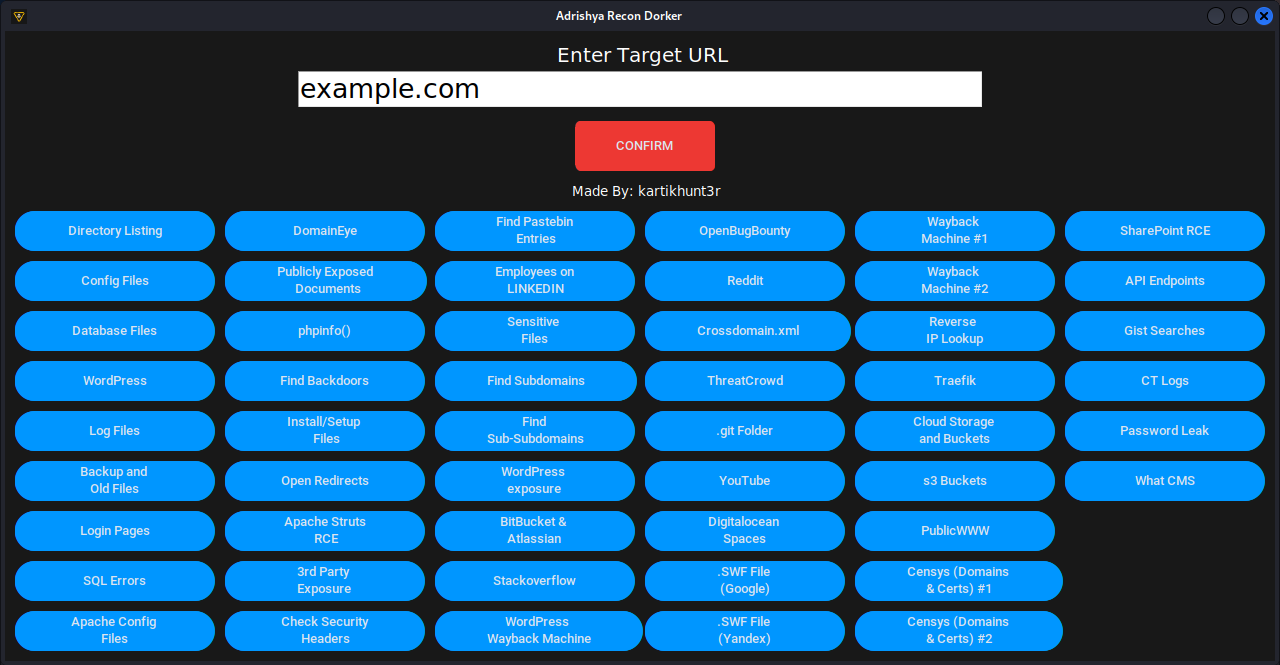 Adrishya Recon Dorker
Enter Target URL
example.com
CONFIRM
Made By: kartikhunt3r
Directory Listing
DomainEye
Find Pastebin
Entries
OpenBugBounty
Wayback
Machine #1
SharePoint RCE
Config Files
Publicly Exposed
Documents
Employees on
LINKEDIN
Reddit
Wayback
Machine #2
API Endpoints
Database Files
phpinfo()
Sensitive
Files
Crossdomain.xml
Reverse
IP Lookup
Gist Searches
WordPress
Find Backdoors
Find Subdomains
ThreatCrowd
Traefik
CT Logs
Log Files
Install/Setup
Files
Find
Sub-Subdomains
.git Folder
Cloud Storage
and Buckets
Password Leak
Backup and
Old Files
Open Redirects
WordPress
exposure
YouTube
s3 Buckets
What CMS
Login Pages
Apache Struts
RCE
BitBucket &
Atlassian
Digitalocean
Spaces
PublicWWW
SQL Errors
3rd Party
Exposure
Stackoverflow
.SWF File
(Google)
Censys (Domains
& Certs) #1
Apache Config
Files
Check Security
Headers
WordPress
Wayback Machine
.SWF File
(Yandex)
Censys (Domains
& Certs) #2